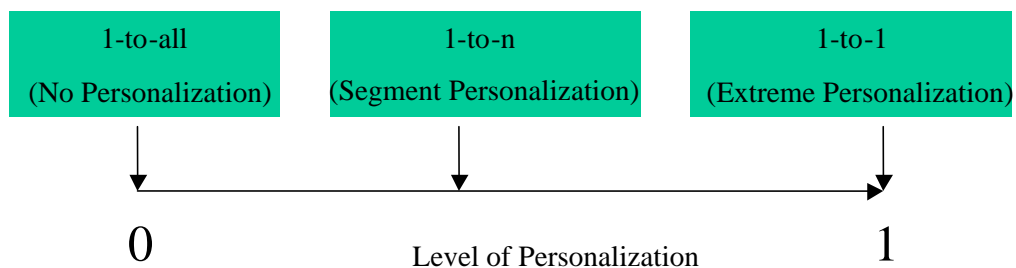 1-to-all
(No Personalization)
1-to-n
(Segment Personalization)
1-to-1
(Extreme Personalization)
0
Level of Personalization
1